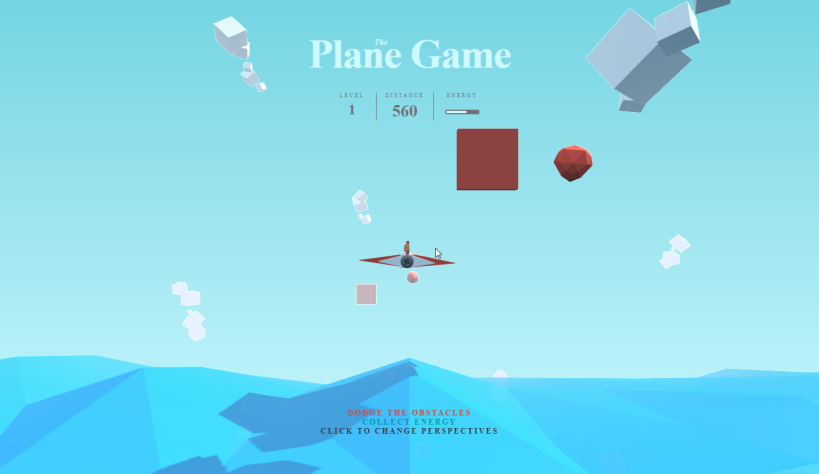 The
Plane Game
LEVEL DISTANCE ENERGY
1 560
DODGE THE OBSTACLES
COLLECT ENERGY
CLICK TO CHANGE PERSPECTIVES